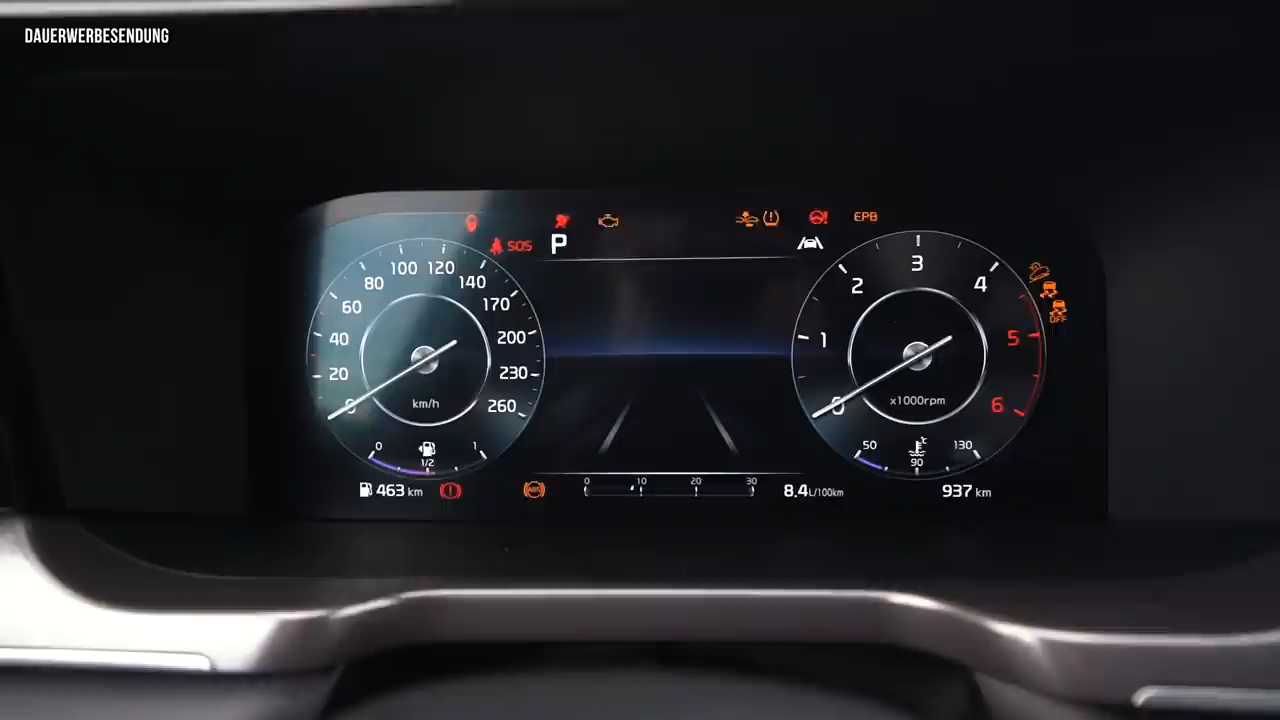 DAUERWERBESENDUNG
EPB
SOS P
0 20 40 60 80 100 120 140 170 200 230 260
km/h
0 1/2 1
0 1 2 3 4 5 6
x1000rpm
OFF
50 90 130
°C
463 km
ABS
0 10 20 30
8.4 L/100km
937 km